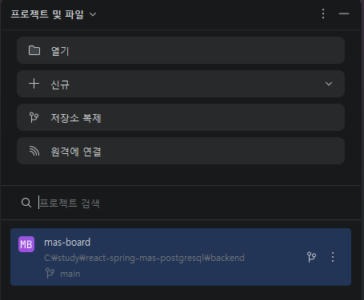 프로젝트 및 파일
열기
신규
저장소 복제
원격에 연결
프로젝트 검색
MB
mas-board
C:₩study₩react-spring-mas-postgresql₩backend
main